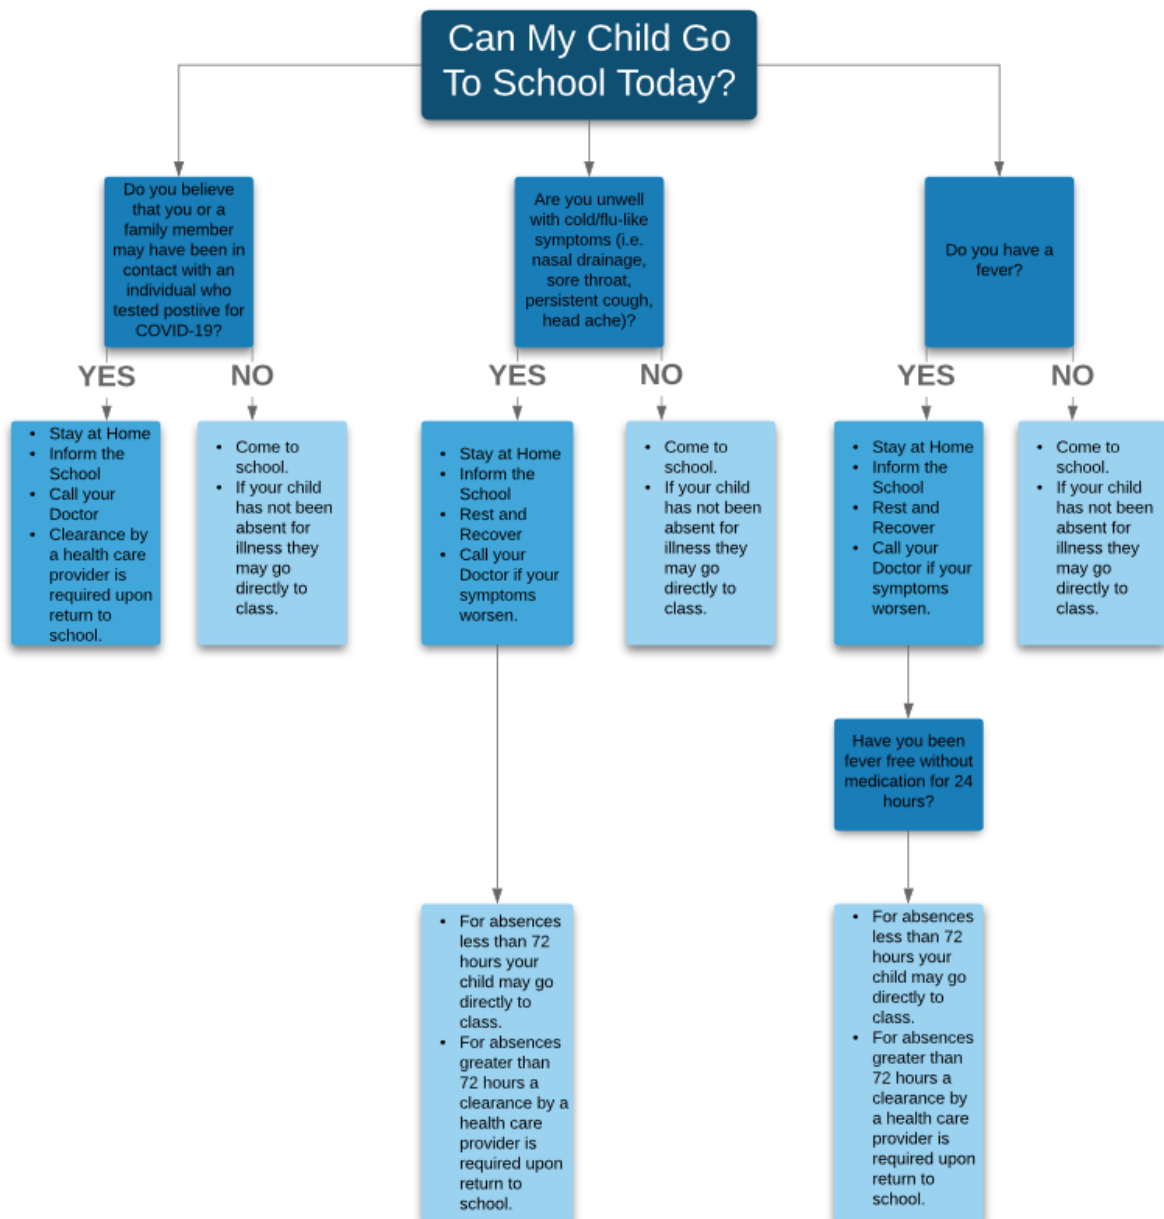 Can My Child Go
To School Today?
Do you believe
that you or a
family member
may have been in
contact with an
individual who
tested postiive for
COVID-19?
Are you unwell
with cold/flu-like
symptoms (i.e.
nasal drainage,
sore throat,
persistent cough,
head ache)?
Do you have a
fever?
YES
NO
YES
NO
YES
NO
• Stay at Home
• Inform the
School
• Call your
Doctor
• Clearance by
a health care
provider is
required upon
return to
school.
• Come to
school.
• If your child
has not been
absent for
illness they
may go
directly to
class.
• Stay at Home
• Inform the
School
• Rest and
Recover
• Call your
Doctor if your
symptoms
worsen.
• Come to
school.
• If your child
has not been
absent for
illness they
may go
directly to
class.
• Stay at Home
• Inform the
School
• Rest and
Recover
• Call your
Doctor if your
symptoms
worsen.
• Come to
school.
• If your child
has not been
absent for
illness they
may go
directly to
class.
Have you been
fever free without
medication for 24
hours?
• For absences
less than 72
hours your
child may go
directly to
class.
• For absences
greater than
72 hours a
clearance by a
health care
provider is
required upon
return to
school.
• For absences
less than 72
hours your
child may go
directly to
class.
• For absences
greater than
72 hours a
clearance by
a health care
provider is
required upon
return to
school.